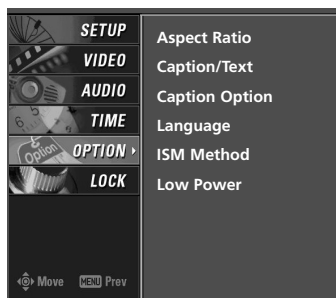 SETUP
VIDEO
AUDIO
TIME
OPTION
LOCK
Move MENU Prev
Aspect Ratio
Caption/Text
Caption Option
Language
ISM Method
Low Power